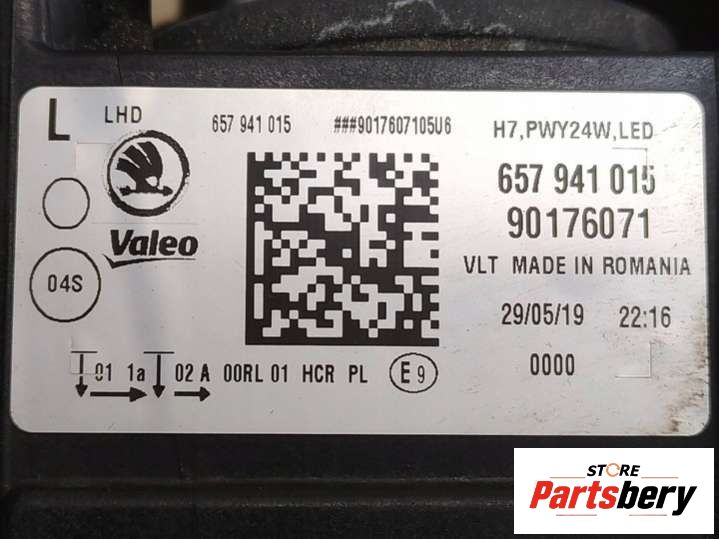 L LHD 657 941 015 ###9017607105U6 H7,PWY24W,LED
657 941 015
Valeo
90176071
04S
VLT MADE IN ROMANIA
29/05/19 22:16
01 1a 02 A 00RL 01 HCR PL E 9
0000
STORE
Partsbery